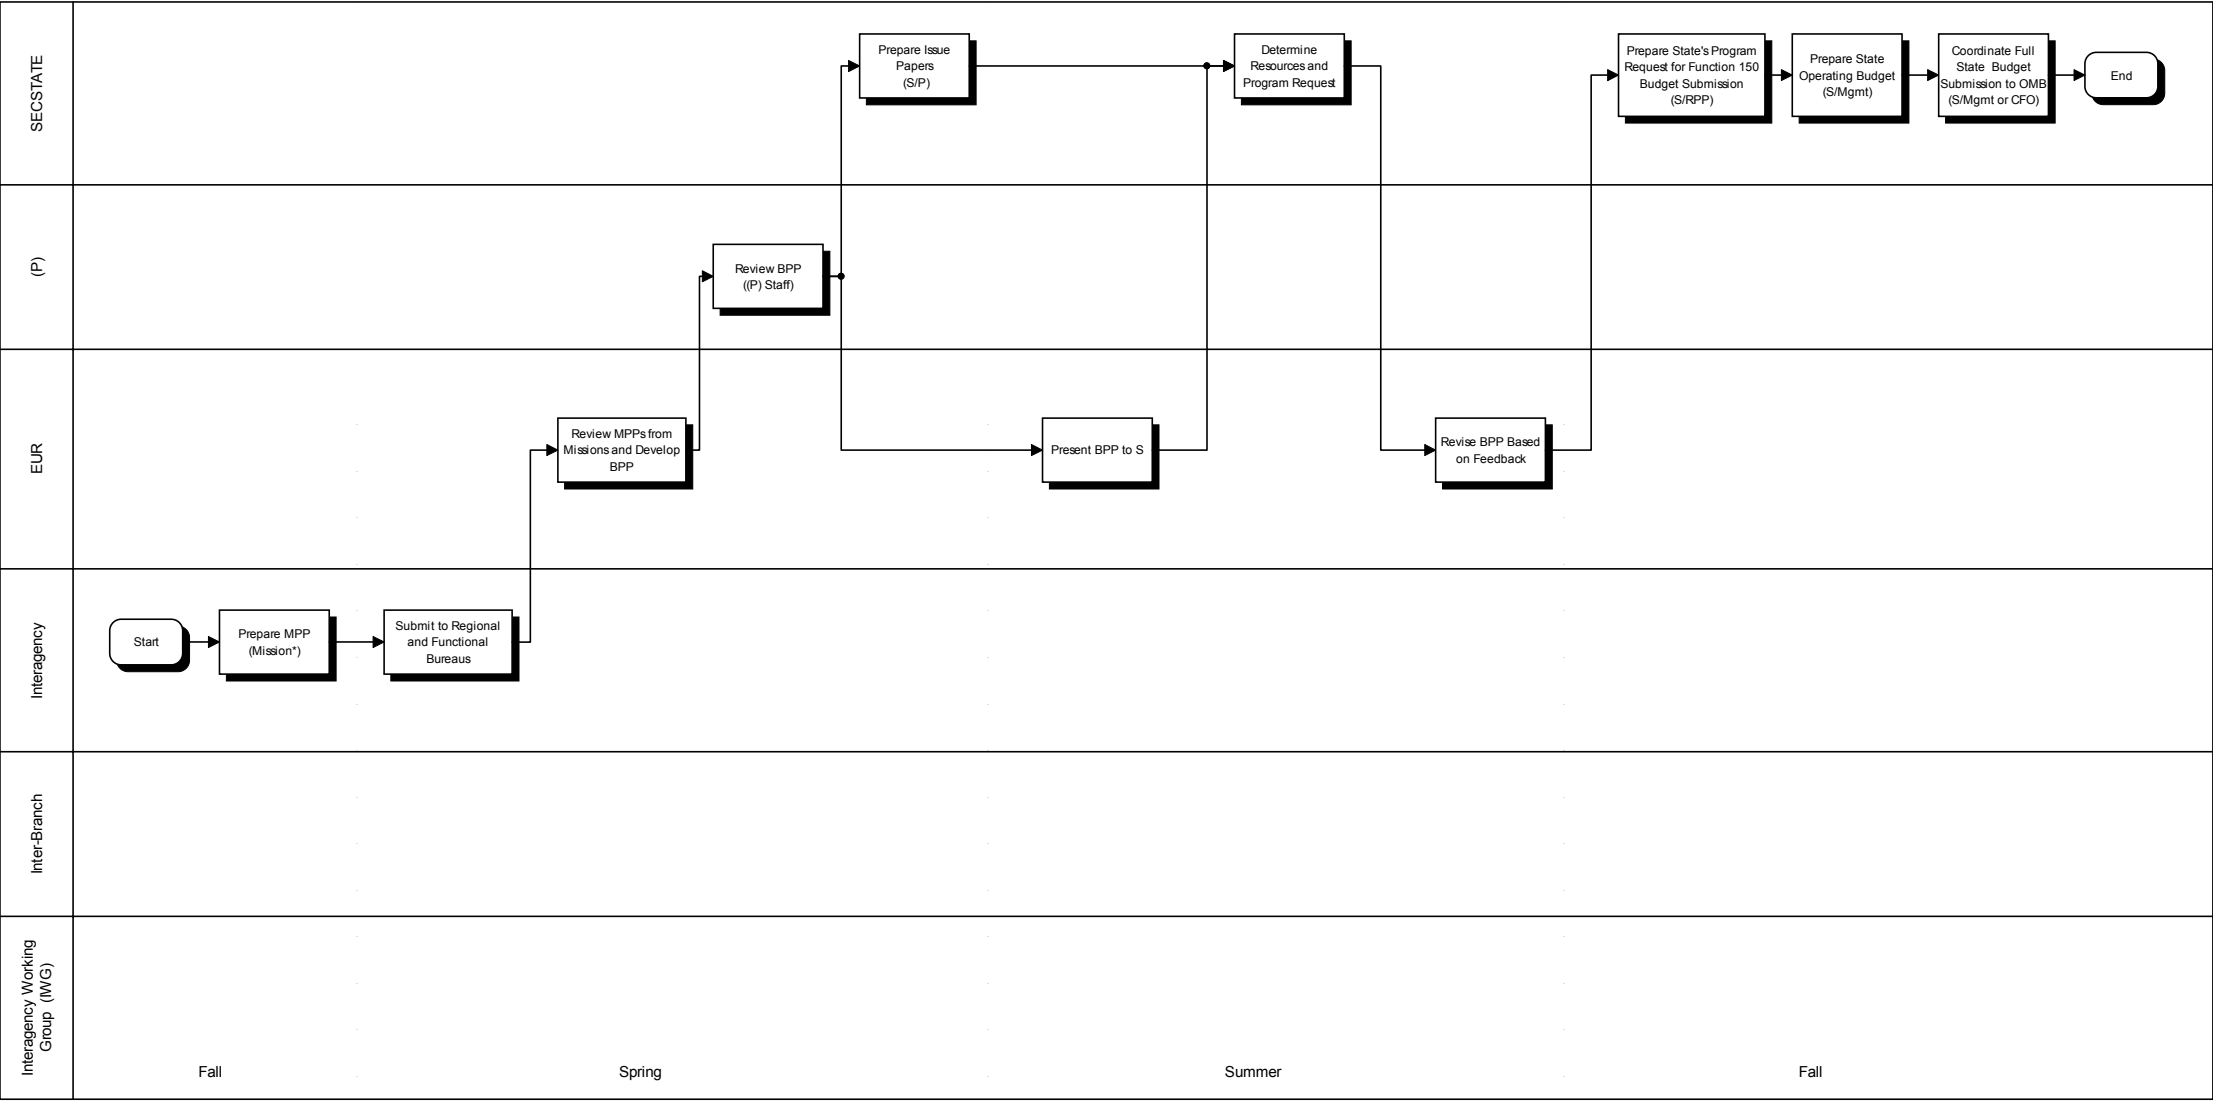 SECSTATE
Prepare Issue
Papers
(S/P)
Determine
Resources and
Program Request
Prepare State's Program
Request for Function 150
Budget Submission
(S/RPP)
Prepare State
Operating Budget
(S/Mgmt)
Coordinate Full
State Budget
Submission to OMB
(S/Mgmt or CFO)
End
(P)
Review BPP
((P) Staff)
EUR
Review MPPs from
Missions and Develop
BPP
Present BPP to S
Revise BPP Based
on Feedback
Interagency
Start
Prepare MPP
(Mission*)
Submit to Regional
and Functional
Bureaus
Inter-Branch
Interagency Working
Group (IWG)
Fall
Spring
Summer
Fall